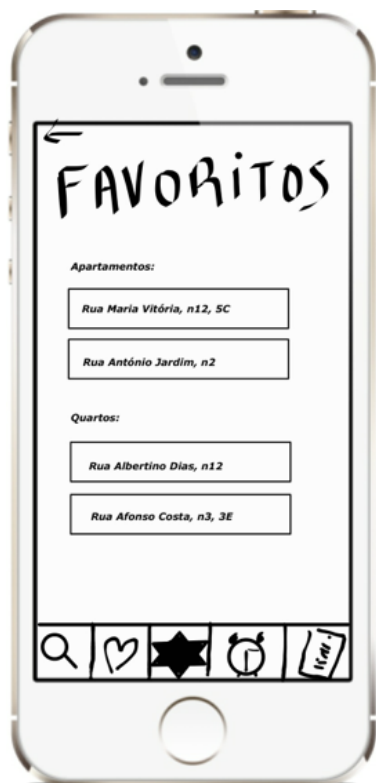 FAVORITOS
Apartamentos:
Rua Maria Vitória, n12, 5C
Rua António Jardim, n2
Quartos:
Rua Albertino Dias, n12
Rua Afonso Costa, n3, 3E